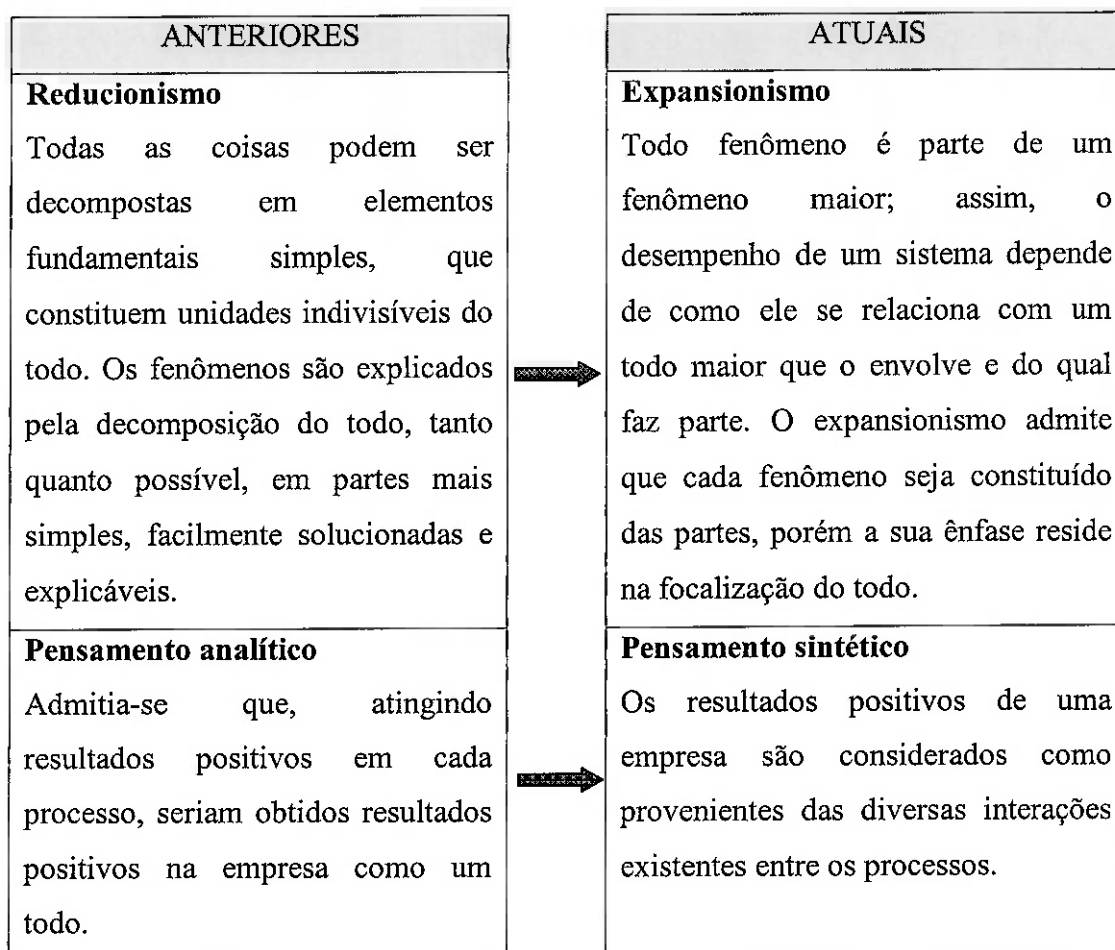 ANTERIORES
Reducionismo
Todas as coisas podem ser
decompostas em elementos
fundamentais simples, que
constituem unidades indivisíveis do
todo. Os fenômenos são explicados
pela decomposição do todo, tanto
quanto possível, em partes mais
simples, facilmente solucionadas e
explicáveis.
Pensamento analítico
Admitia-se que, atingindo
resultados positivos em cada
processo, seriam obtidos resultados
positivos na empresa como um
todo.
ATUAIS
Expansionismo
Todo fenômeno é parte de um
fenômeno maior; assim, o
desempenho de um sistema depende
de como ele se relaciona com um
todo maior que o envolve e do qual
faz parte. O expansionismo admite
que cada fenômeno seja constituído
das partes, porém a sua ênfase reside
na focalização do todo.
Pensamento sintético
Os resultados positivos de uma
empresa são considerados como
provenientes das diversas interações
existentes entre os processos.